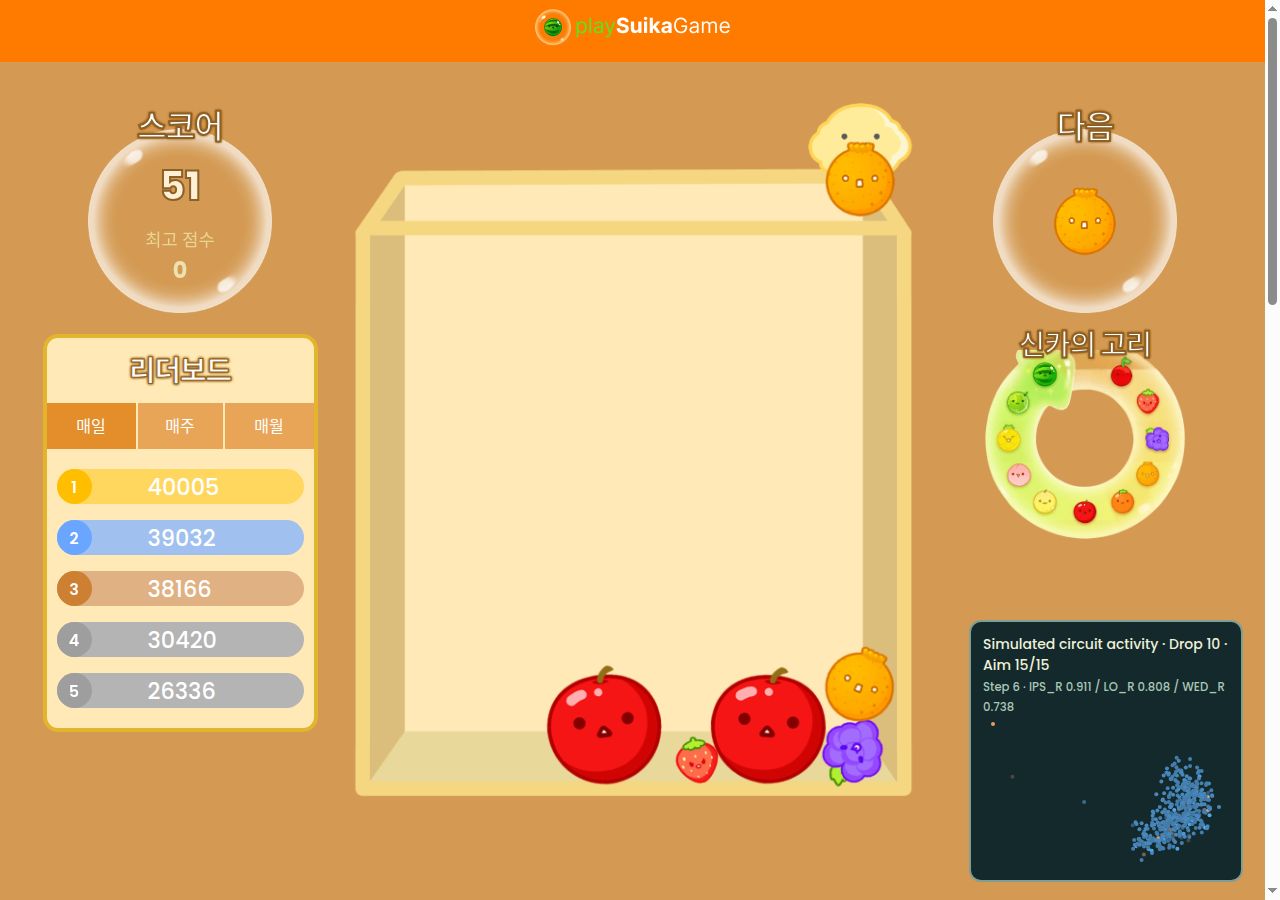 playSuikaGame
스코어
51
최고 점수
0
다음
리더보드
매일 매주 매월
1 40005
2 39032
3 38166
4 30420
5 26336
신카의 고리
Simulated circuit activity · Drop 10 ·
Aim 15/15
Step 6 · IPS_R 0.911 / LO_R 0.808 / WED_R
0.738